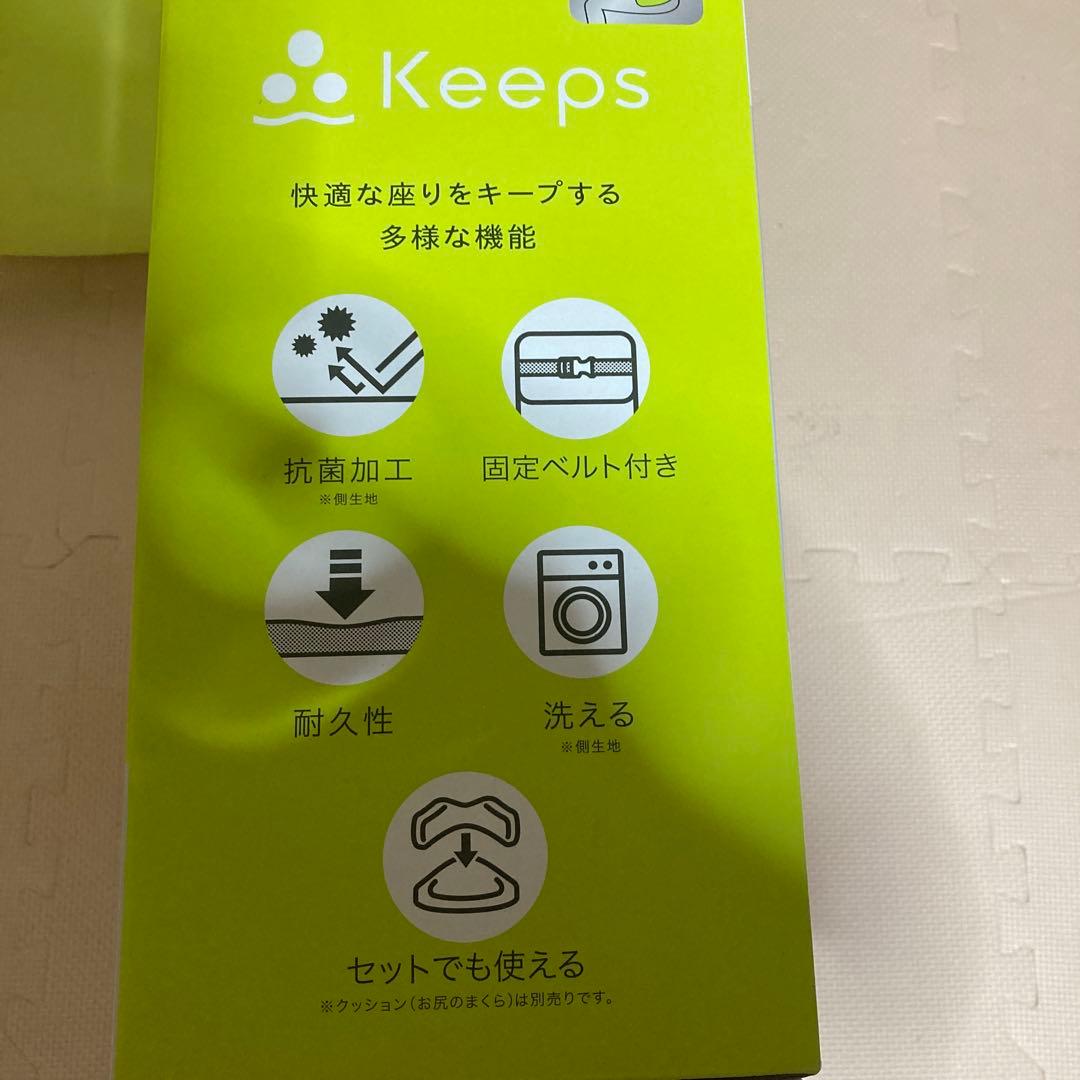 Keeps
快適な座りをキープする
多様な機能
抗菌加工
※側生地
固定ベルト付き
耐久性
洗える
※側生地
セットでも使える
※クッション(お尻のまくら)は別売りです。